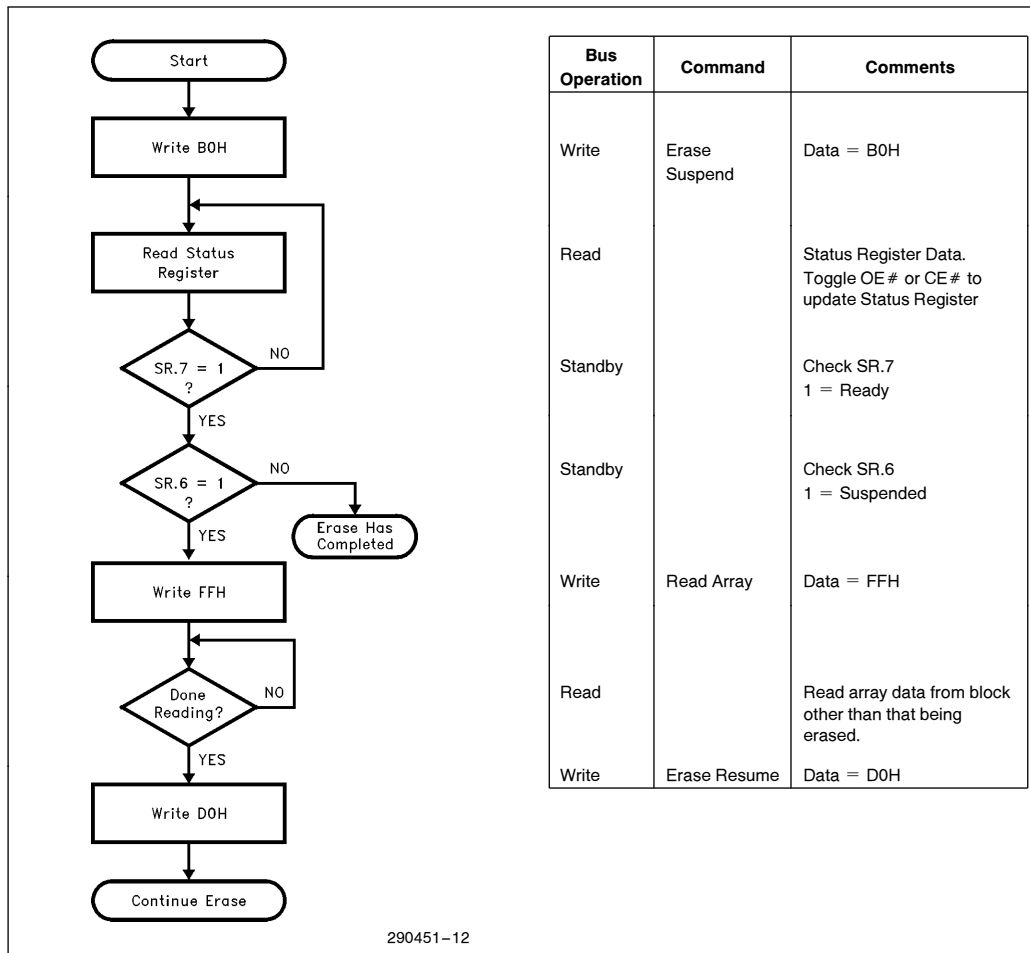 Start
Write B0H
Read Status
Register
SR.7 = 1
?
NO
YES
SR.6 = 1
?
NO
YES
Erase Has
Completed
Write FFH
Done
Reading?
NO
YES
Write D0H
Continue Erase
290451–12
Bus
Operation
Command
Comments
Write
Erase
Suspend
Data = B0H
Read
Status Register Data.
Toggle OE# or CE# to
update Status Register
Standby
Check SR.7
1 = Ready
Standby
Check SR.6
1 = Suspended
Write
Read Array
Data = FFH
Read
Read array data from block
other than that being
erased.
Write
Erase Resume
Data = D0H